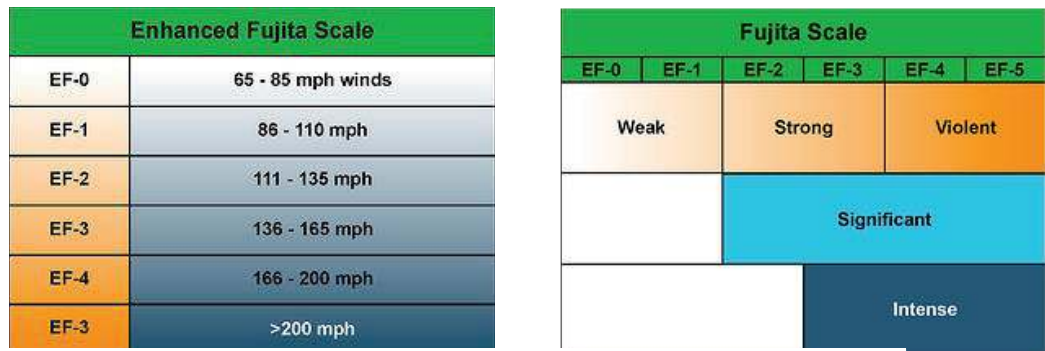 Enhanced Fujita Scale
EF-0 65 - 85 mph winds
EF-1 86 - 110 mph
EF-2 111 - 135 mph
EF-3 136 - 165 mph
EF-4 166 - 200 mph
EF-3 >200 mph
Fujita Scale
EF-0 EF-1 EF-2 EF-3 EF-4 EF-5
Weak Strong Violent
Significant
Intense